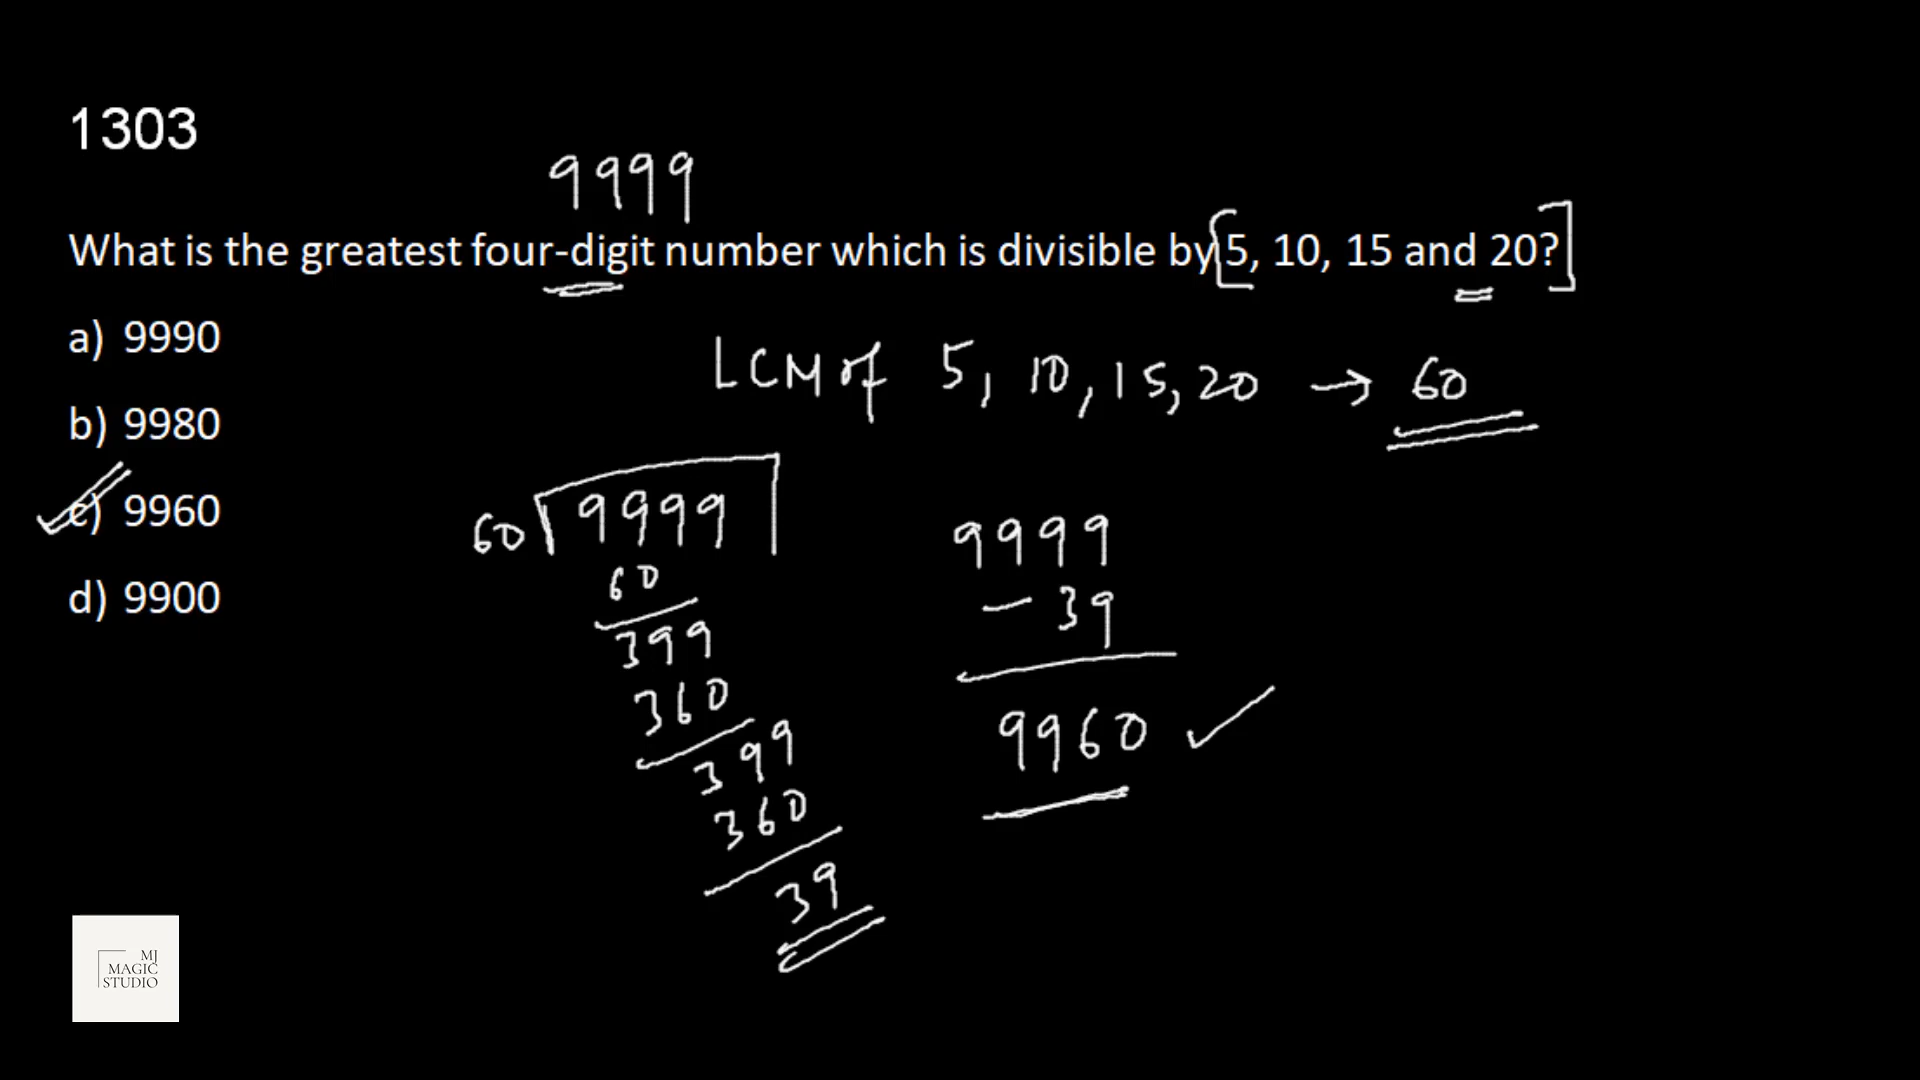 1303
9999
What is the greatest four-digit number which is divisible by [5, 10, 15 and 20?]
a) 9990
LCM of 5, 10, 15, 20 → 60
b) 9980
c) 9960
60 9999
60
399
360
399
360
39
9999
- 39
9960 ✓
d) 9900
MJ
MAGIC
STUDIO